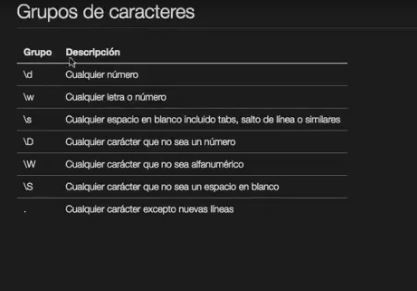 Grupos de caracteres
Grupo Descripción
\d Cualquier número
\w Cualquier letra o número
\s Cualquier espacio en blanco incluido tabs, salto de línea o similares
\D Cualquier carácter que no sea un número
\W Cualquier carácter que no sea alfanumérico
\S Cualquier carácter que no sea un espacio en blanco
. Cualquier carácter excepto nuevas líneas